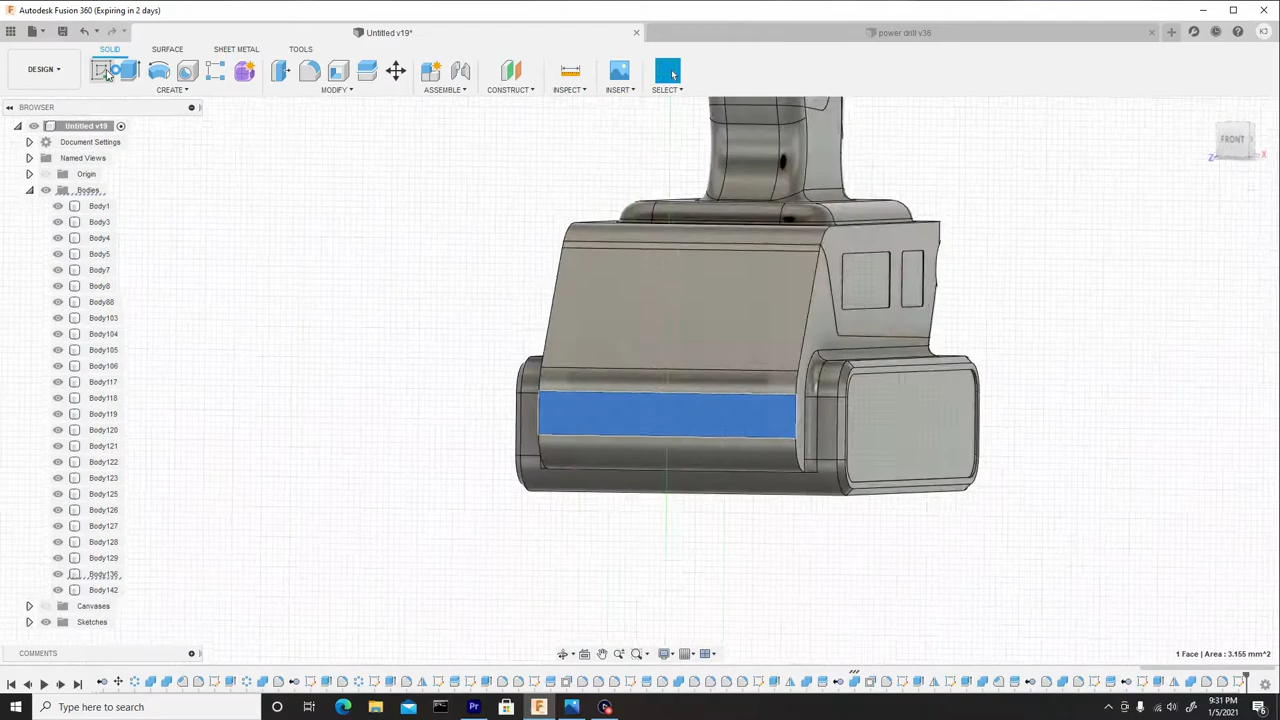 Autodesk Fusion 360 (Expiring in 2 days)
Untitled v19*
power drill v36
KJ
DESIGN
SOLID
SURFACE
SHEET METAL
TOOLS
CREATE
MODIFY
ASSEMBLE
CONSTRUCT
INSPECT
INSERT
SELECT
BROWSER
Untitled v19
Document Settings
Named Views
Origin
Bodies
Body1
Body3
Body4
Body5
Body7
Body8
Body88
Body103
Body104
Body105
Body106
Body117
Body118
Body119
Body120
Body121
Body122
Body123
Body125
Body126
Body127
Body128
Body129
Body136
Body142
Canvases
Sketches
FRONT
Z
X
COMMENTS
1 Face | Area : 3.155 mm^2
Type here to search
Pr
9:31 PM
1/5/2021